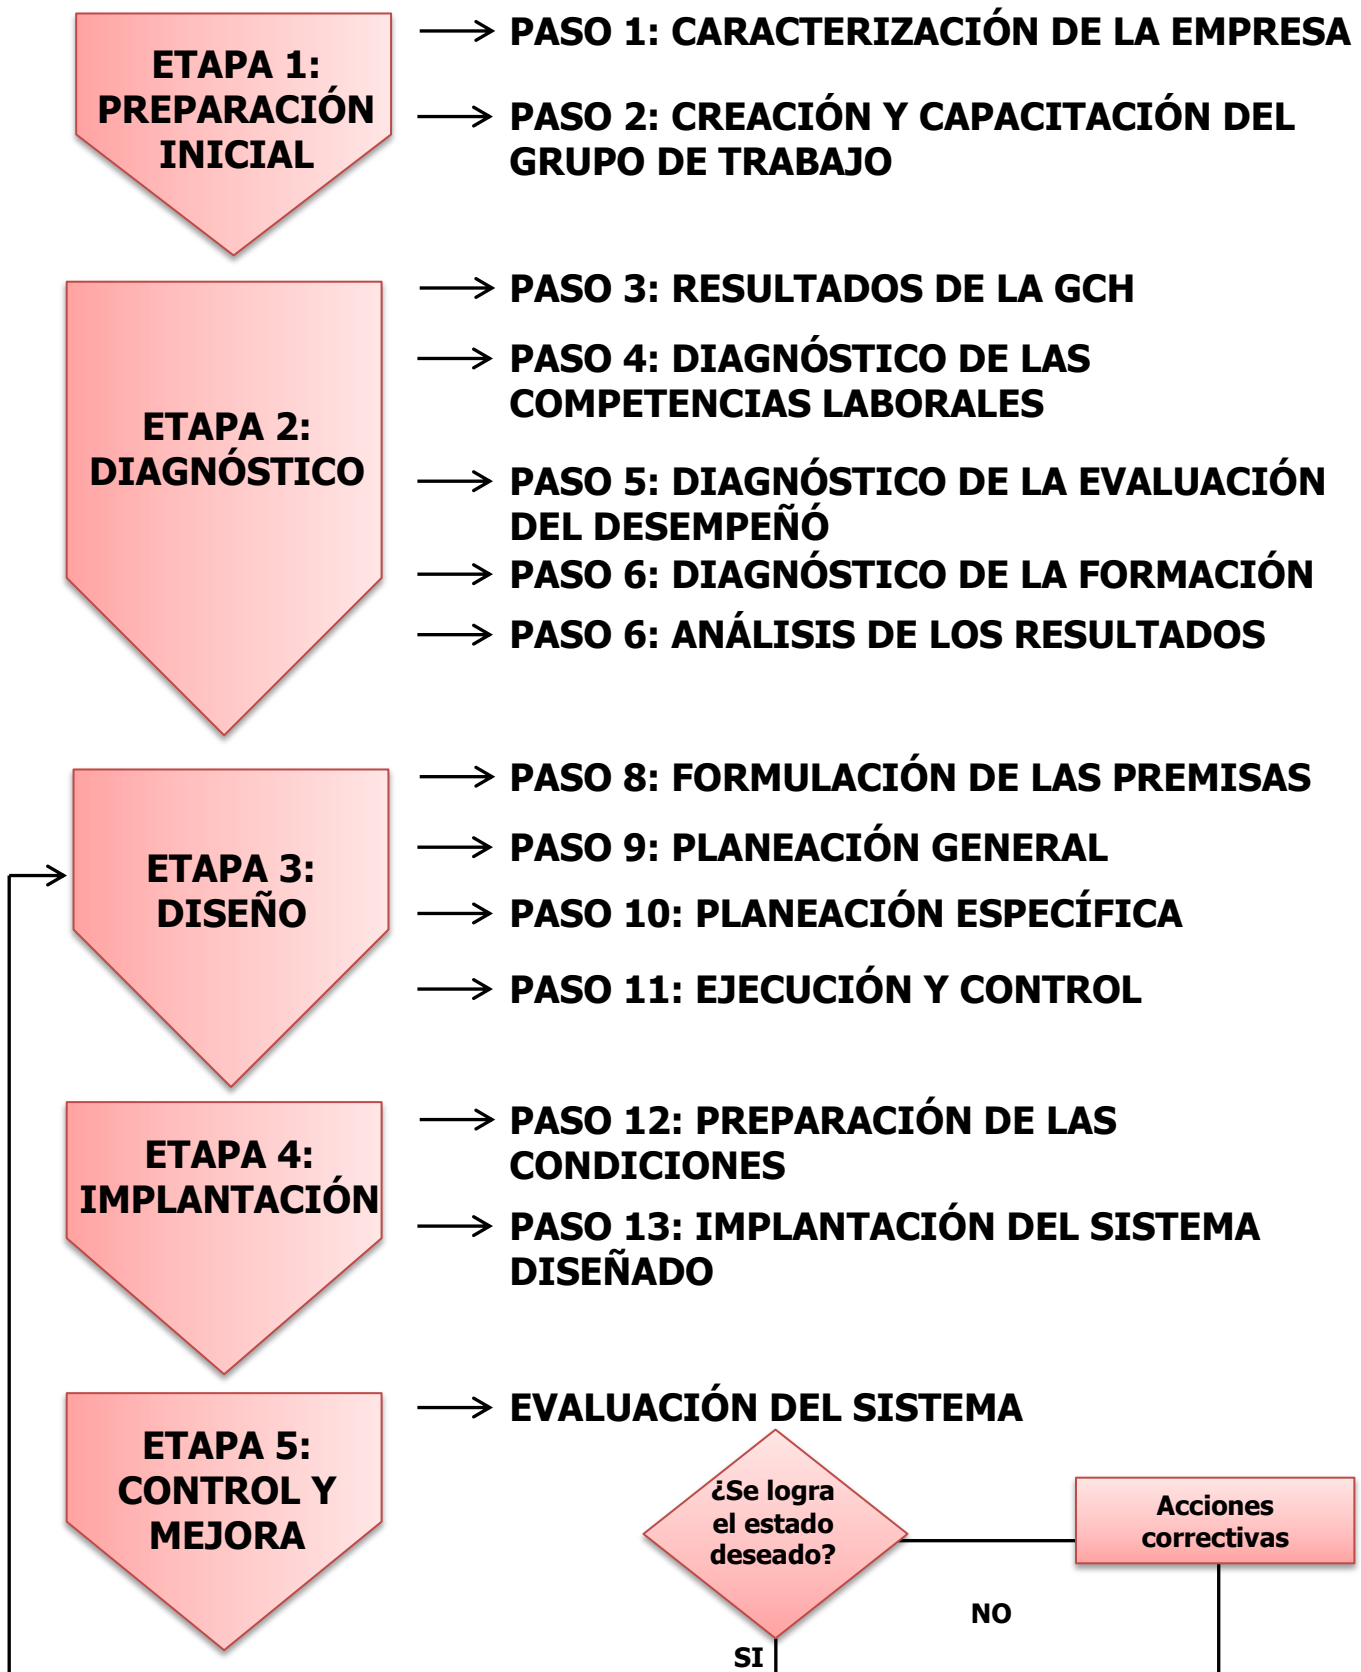 ETAPA 1:
PREPARACIÓN
INICIAL
PASO 1: CARACTERIZACIÓN DE LA EMPRESA
PASO 2: CREACIÓN Y CAPACITACIÓN DEL
GRUPO DE TRABAJO
ETAPA 2:
DIAGNÓSTICO
PASO 3: RESULTADOS DE LA GCH
PASO 4: DIAGNÓSTICO DE LAS
COMPETENCIAS LABORALES
PASO 5: DIAGNÓSTICO DE LA EVALUACIÓN
DEL DESEMPEÑÓ
PASO 6: DIAGNÓSTICO DE LA FORMACIÓN
PASO 6: ANÁLISIS DE LOS RESULTADOS
ETAPA 3:
DISEÑO
PASO 8: FORMULACIÓN DE LAS PREMISAS
PASO 9: PLANEACIÓN GENERAL
PASO 10: PLANEACIÓN ESPECÍFICA
PASO 11: EJECUCIÓN Y CONTROL
ETAPA 4:
IMPLANTACIÓN
PASO 12: PREPARACIÓN DE LAS
CONDICIONES
PASO 13: IMPLANTACIÓN DEL SISTEMA
DISEÑADO
ETAPA 5:
CONTROL Y
MEJORA
EVALUACIÓN DEL SISTEMA
¿Se logra
el estado
deseado?
Acciones
correctivas
NO
SI